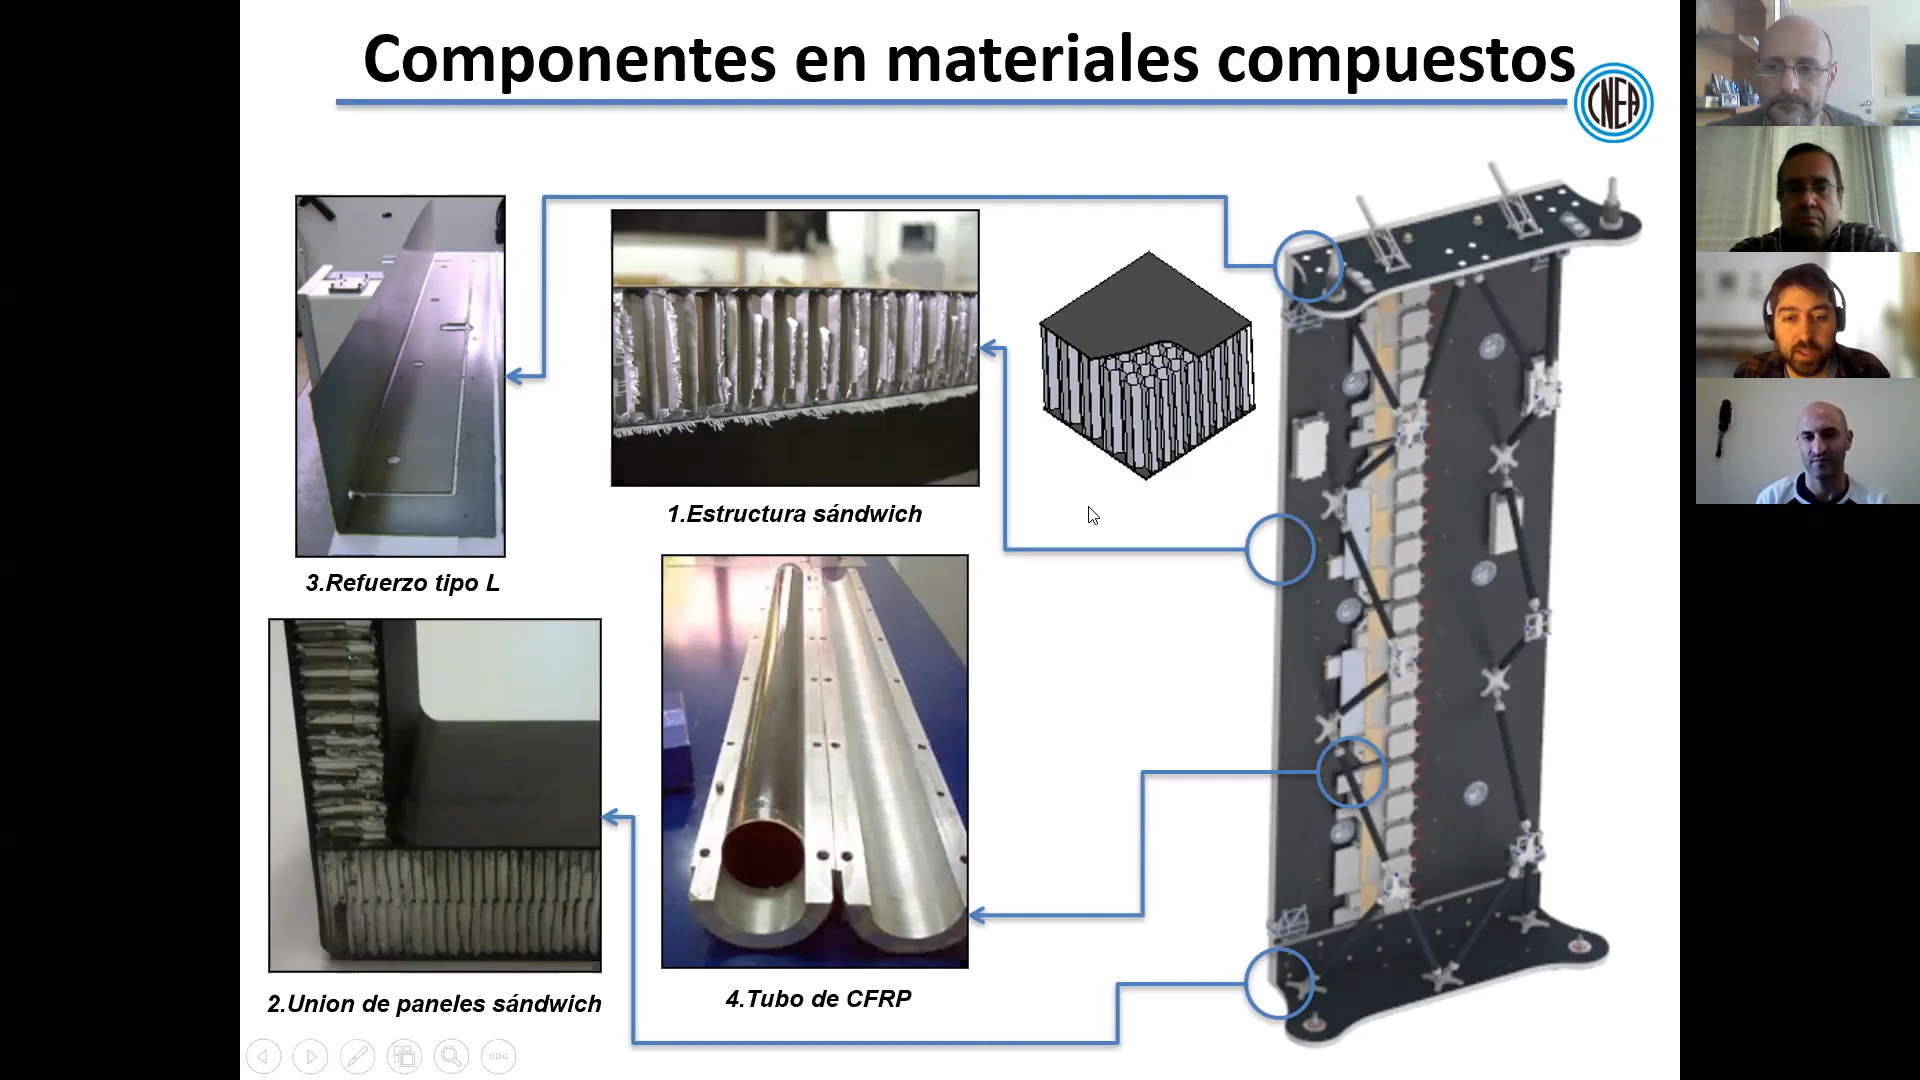 Componentes en materiales compuestos
CNEA
1.Estructura sándwich
3.Refuerzo tipo L
2.Union de paneles sándwich
4.Tubo de CFRP